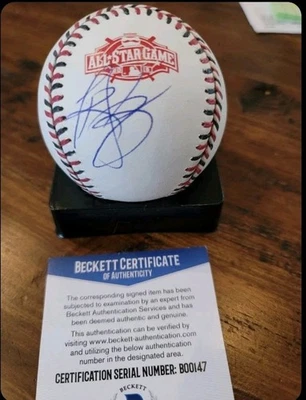 ALL-STAR GAME
BECKETT CERTIFICATE
OF AUTHENTICITY
The corresponding signed item has been
subjected to examination by an expert from
Beckett Authentication Services and has
been deemed authentic and genuine.
This authentication can be verified by
visiting www.beckett-authentication.com
and utilizing the below number
in the designated area.
CERTIFICATION SERIAL NUMBER: B00147
BECKETT